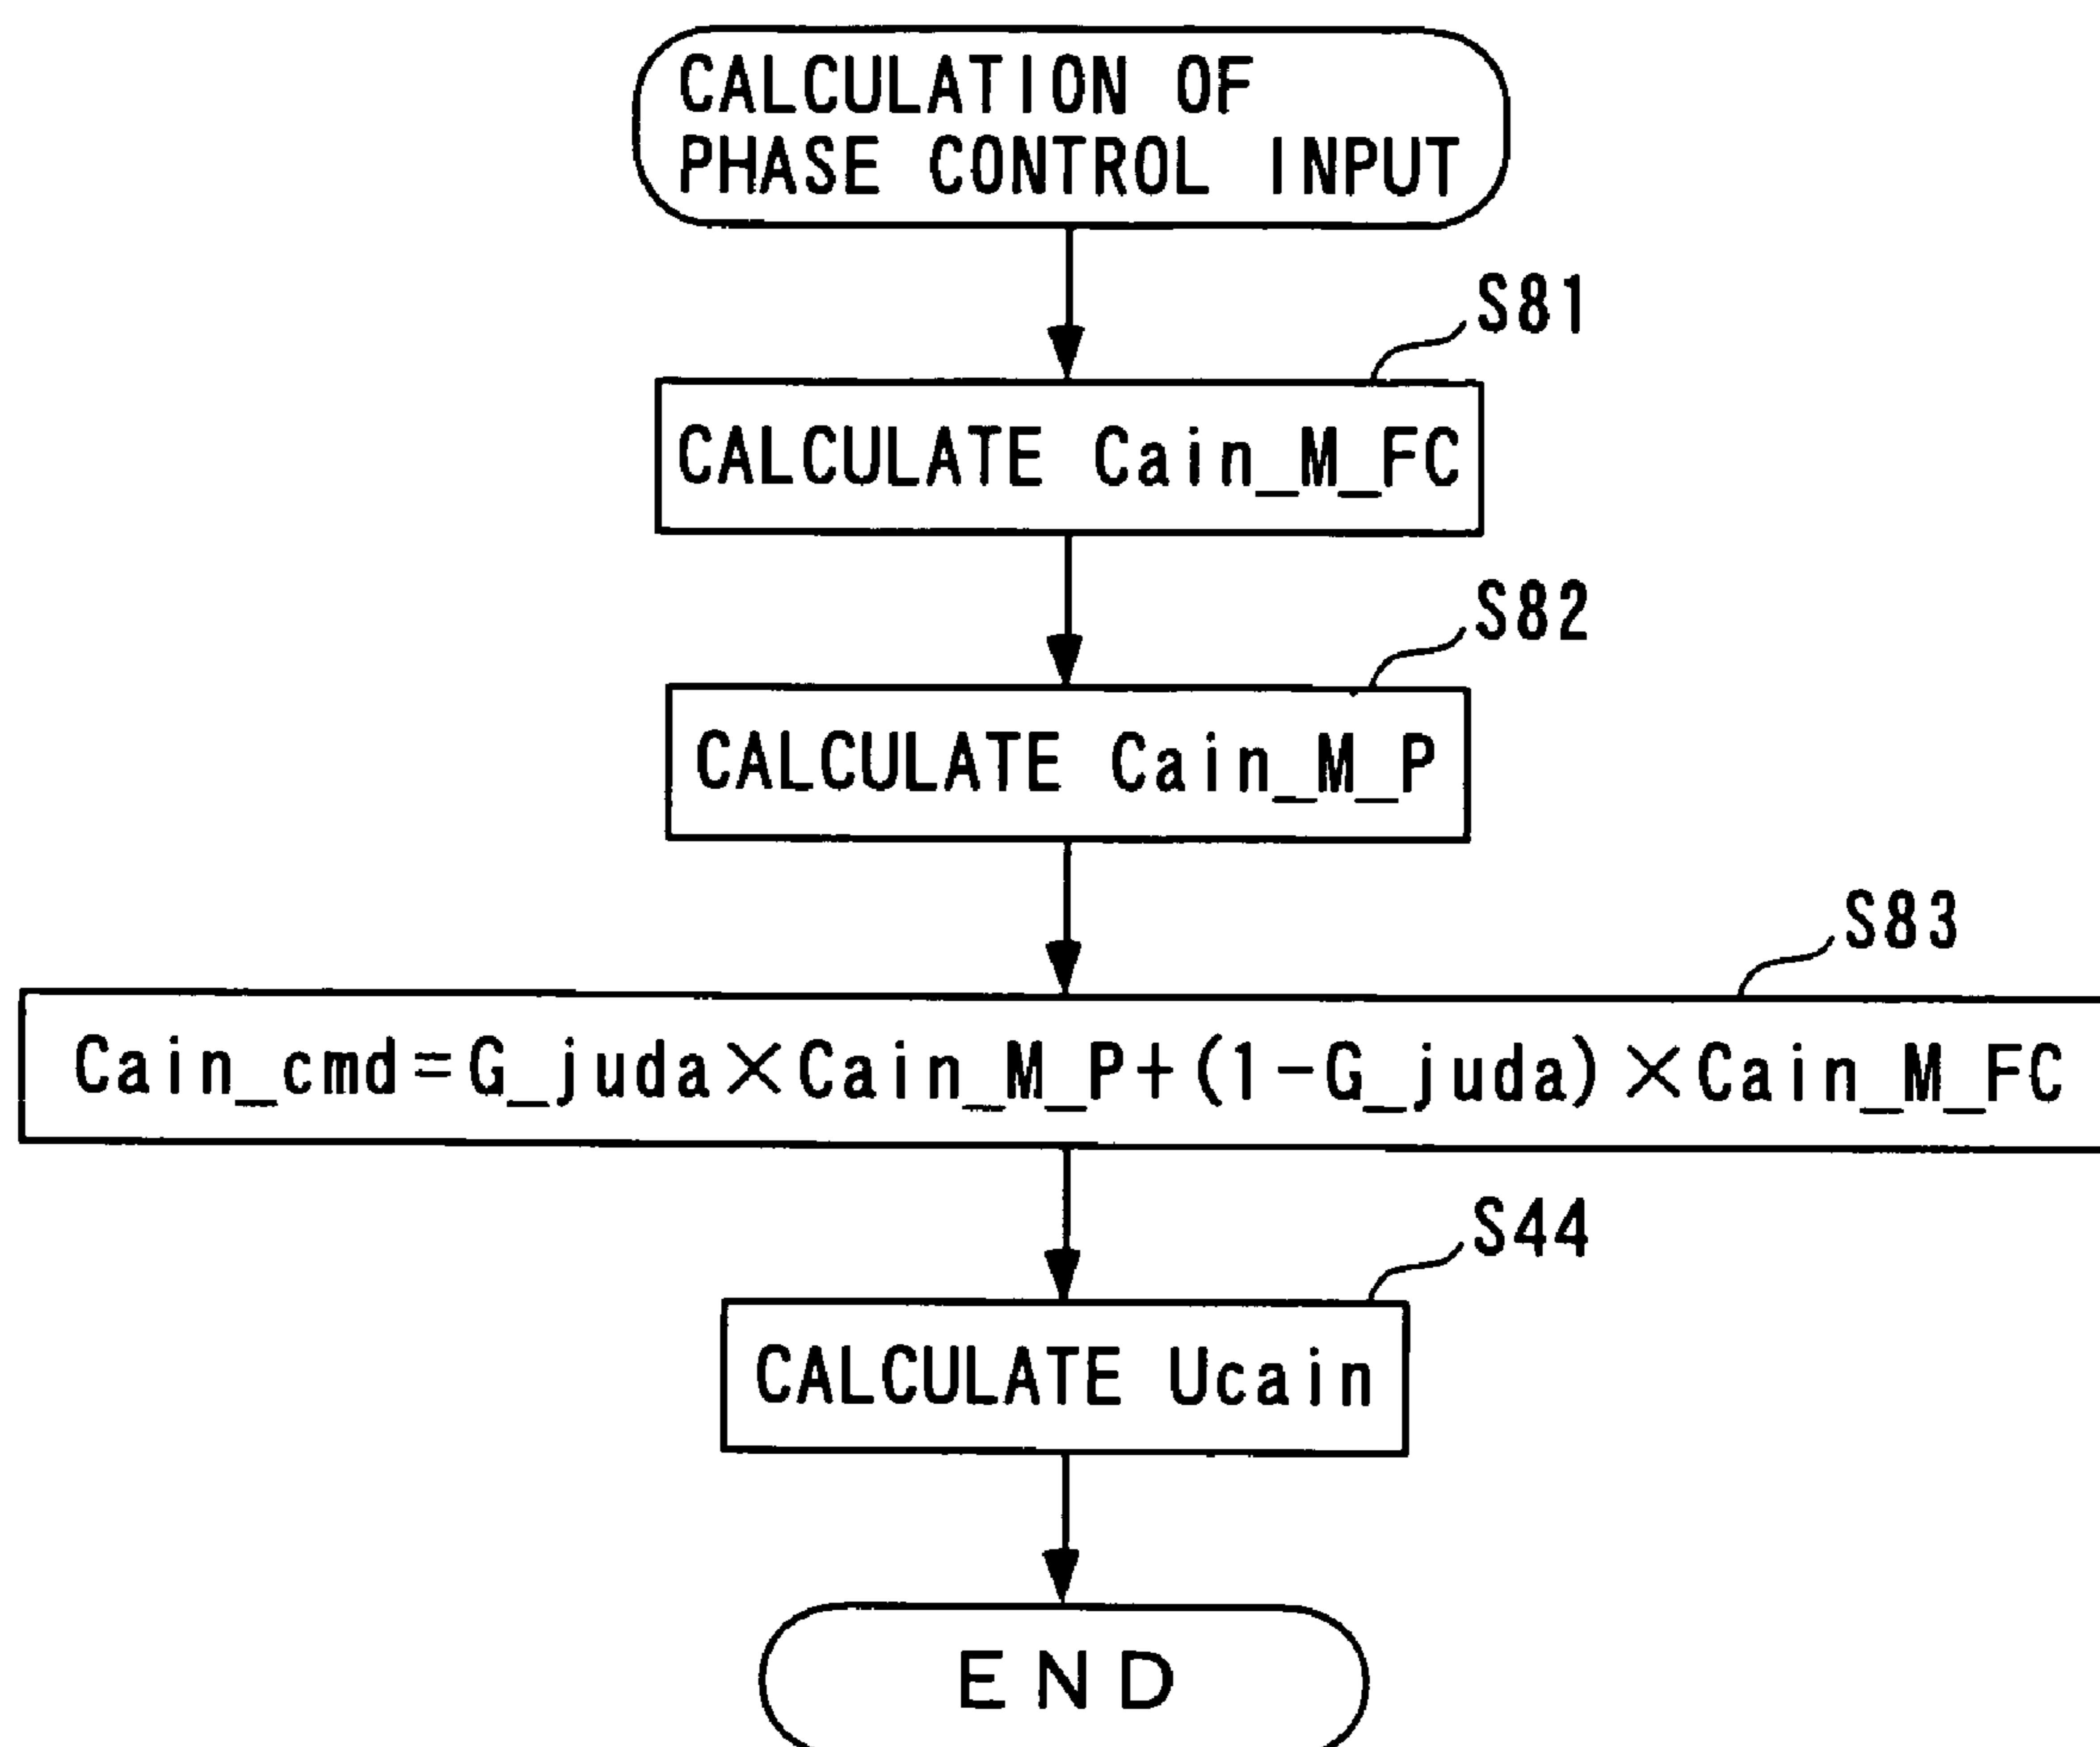 CALCULATION OF
PHASE CONTROL INPUT
S81
CALCULATE Cain_M_FC
S82
CALCULATE Cain_M_P
S83
Cain_cmd=G_juda×Cain_M_P+(1-G_juda)×Cain_M_FC
S44
CALCULATE Ucain
END